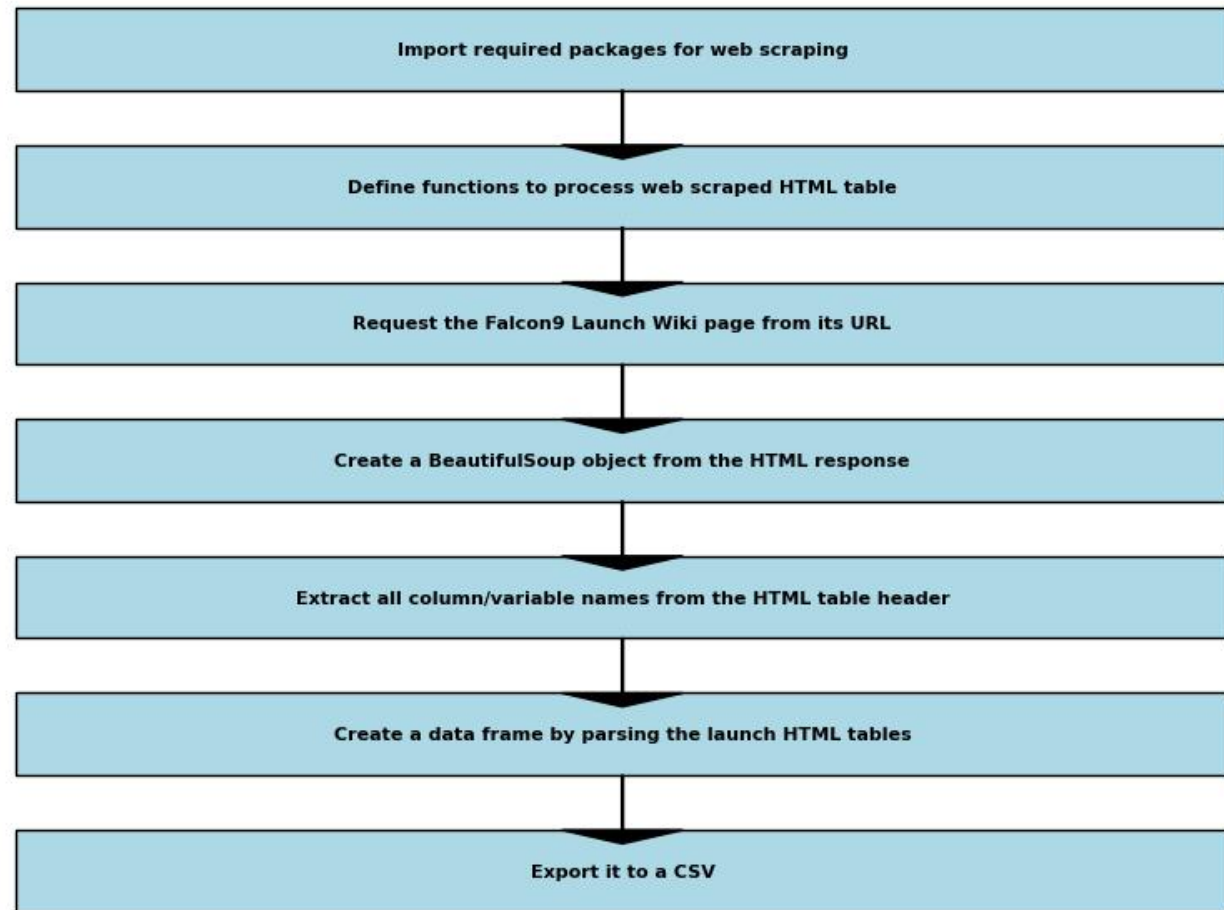 Import required packages for web scraping
Define functions to process web scraped HTML table
Request the Falcon9 Launch Wiki page from its URL
Create a BeautifulSoup object from the HTML response
Extract all column/variable names from the HTML table header
Create a data frame by parsing the launch HTML tables
Export it to a CSV